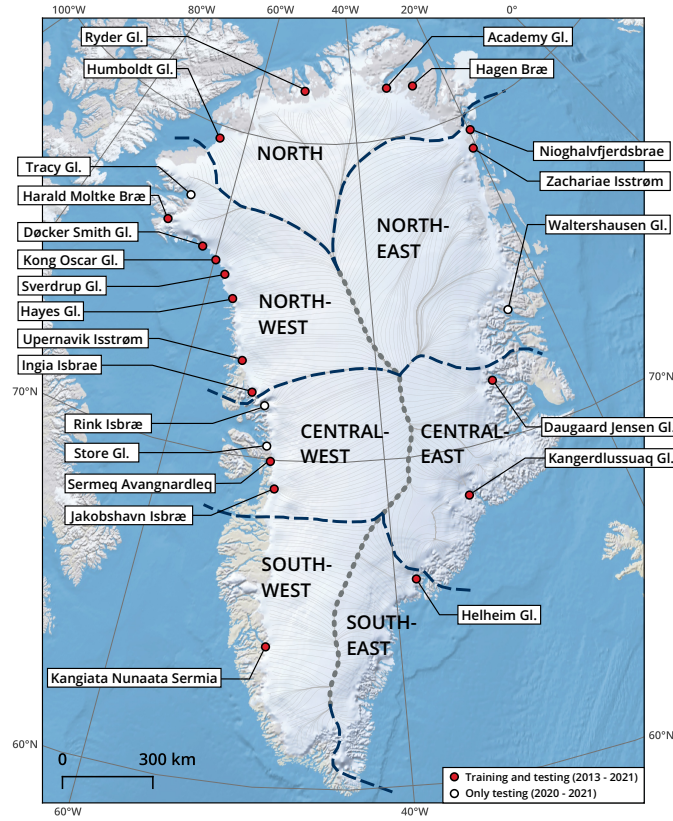 100°W
40°W
20°W
0°
Ryder Gl.
Academy Gl.
Humboldt Gl.
Hagen Bræ
80°W
60°W
NORTH
Nioghalvfjerdsbrae
Tracy Gl.
Zachariae Isstrøm
Harald Moltke Bræ
NORTH-
EAST
Waltershausen Gl.
Døcker Smith Gl.
Kong Oscar Gl.
Sverdrup Gl.
Hayes Gl.
NORTH-
WEST
Upernavik Isstrøm
Ingia Isbrae
70°N
70°N
Rink Isbræ
CENTRAL-
WEST
CENTRAL-
EAST
Daugaard Jensen Gl.
Store Gl.
Kangerdlussuaq Gl.
Sermeq Avangnardleq
Jakobshavn Isbræ
SOUTH-
WEST
Helheim Gl.
SOUTH-
EAST
Kangiata Nunaata Sermia
60°N
60°N
0
300 km
Training and testing (2013 - 2021)
Only testing (2020 - 2021)
60°W
40°W